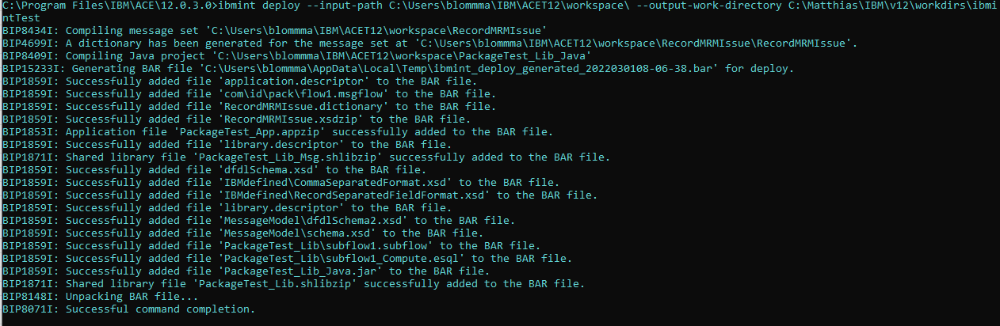 C:\Program Files\IBM\ACE\12.0.3.0>ibmint deploy --input-path C:\Users\blommma\IBM\ACET12\workspace\ --output-work-directory C:\Matthias\IBM\v12\workdirs\ibmi
ntTest
BIP8434I: Compiling message set 'C:\Users\blommma\IBM\ACET12\workspace\RecordMRMIssue'
BIP4699I: A dictionary has been generated for the message set at 'C:\Users\blommma\IBM\ACET12\workspace\RecordMRMIssue\RecordMRMIssue'.
BIP8409I: Compiling Java project 'C:\Users\blommma\IBM\ACET12\workspace\PackageTest_Lib_Java'
BIP15233I: Generating BAR file 'C:\Users\blommma\AppData\Local\Temp\ibmint_deploy_generated_2022030108-06-38.bar' for deploy.
BIP1859I: Successfully added file 'application.descriptor' to the BAR file.
BIP1859I: Successfully added file 'com\id\pack\flow1.msgflow' to the BAR file.
BIP1859I: Successfully added file 'RecordMRMIssue.dictionary' to the BAR file.
BIP1859I: Successfully added file 'RecordMRMIssue.xsdzip' to the BAR file.
BIP1853I: Application file 'PackageTest_App.appzip' successfully added to the BAR file.
BIP1859I: Successfully added file 'library.descriptor' to the BAR file.
BIP1871I: Shared library file 'PackageTest_Lib_Msg.shlibzip' successfully added to the BAR file.
BIP1859I: Successfully added file 'dfdlSchema.xsd' to the BAR file.
BIP1859I: Successfully added file 'IBMdefined\CommaSeparatedFormat.xsd' to the BAR file.
BIP1859I: Successfully added file 'IBMdefined\RecordSeparatedFieldFormat.xsd' to the BAR file.
BIP1859I: Successfully added file 'library.descriptor' to the BAR file.
BIP1859I: Successfully added file 'MessageModel\dfdlSchema2.xsd' to the BAR file.
BIP1859I: Successfully added file 'MessageModel\schema.xsd' to the BAR file.
BIP1859I: Successfully added file 'PackageTest_Lib\subflow1.subflow' to the BAR file.
BIP1859I: Successfully added file 'PackageTest_Lib\subflow1_Compute.esql' to the BAR file.
BIP1859I: Successfully added file 'PackageTest_Lib_Java.jar' to the BAR file.
BIP1871I: Shared library file 'PackageTest_Lib.shlibzip' successfully added to the BAR file.
BIP8148I: Unpacking BAR file...
BIP8071I: Successful command completion.